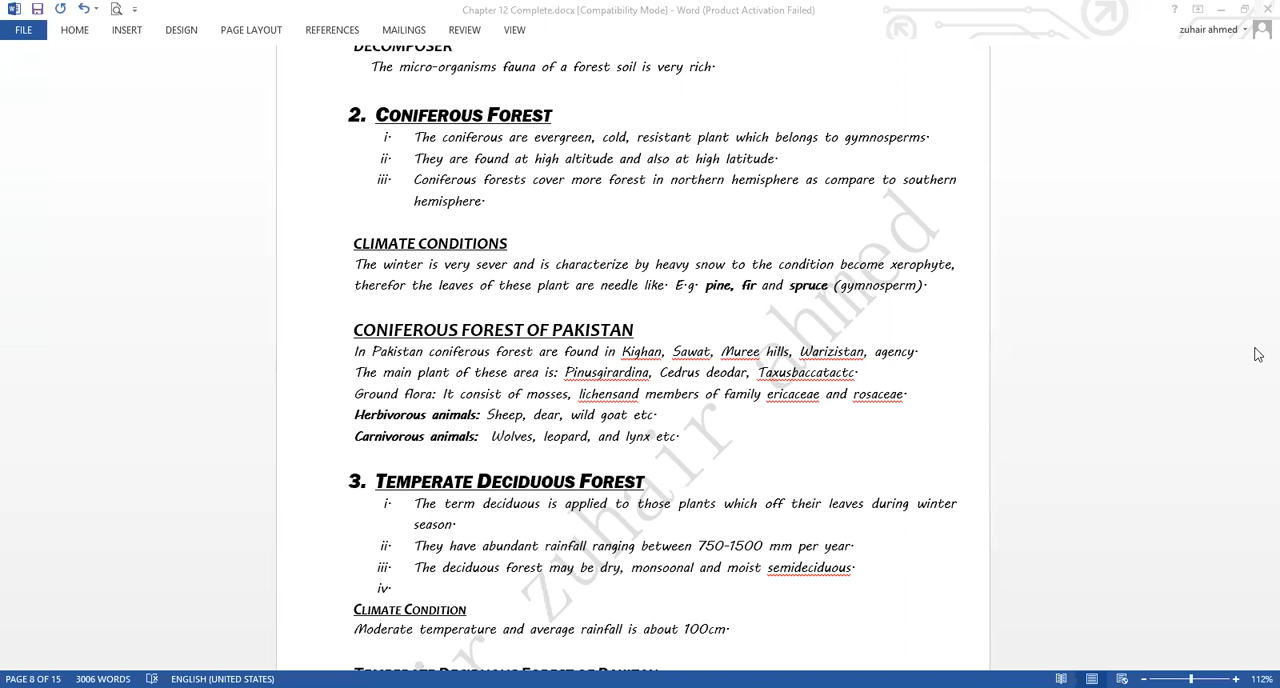 Chapter 12 Complete.docx [Compatibility Mode] - Word (Product Activation Failed)
FILE HOME INSERT DESIGN PAGE LAYOUT REFERENCES MAILINGS REVIEW VIEW zuhair ahmed
DECOMPOSER
The micro-organisms fauna of a forest soil is very rich.
2. CONIFEROUS FOREST
i. The coniferous are evergreen, cold, resistant plant which belongs to gymnosperms.
ii. They are found at high altitude and also at high latitude.
iii. Coniferous forests cover more forest in northern hemisphere as compare to southern
hemisphere.
CLIMATE CONDITIONS
The winter is very sever and is characterize by heavy snow to the condition become xerophyte,
therefor the leaves of these plant are needle like. E.g. pine, fir and spruce (gymnosperm).
CONIFEROUS FOREST OF PAKISTAN
In Pakistan coniferous forest are found in Kighan, Sawat, Muree hills, Warizistan, agency.
The main plant of these area is: Pinusgirardina, Cedrus deodar, Taxusbaccatactc.
Ground flora: It consist of mosses, lichensand members of family ericaceae and rosaceae.
Herbivorous animals: Sheep, dear, wild goat etc.
Carnivorous animals: Wolves, leopard, and lynx etc.
3. TEMPERATE DECIDUOUS FOREST
i. The term deciduous is applied to those plants which off their leaves during winter
season.
ii. They have abundant rainfall ranging between 750-1500 mm per year.
iii. The deciduous forest may be dry, monsoonal and moist semideciduous.
iv.
CLIMATE CONDITION
Moderate temperature and average rainfall is about 100cm.
TEMPERATE DECIDUOUS FOREST OF PAKITAN
zuhair ahmed
PAGE 8 OF 15 3006 WORDS ENGLISH (UNITED STATES) 112%